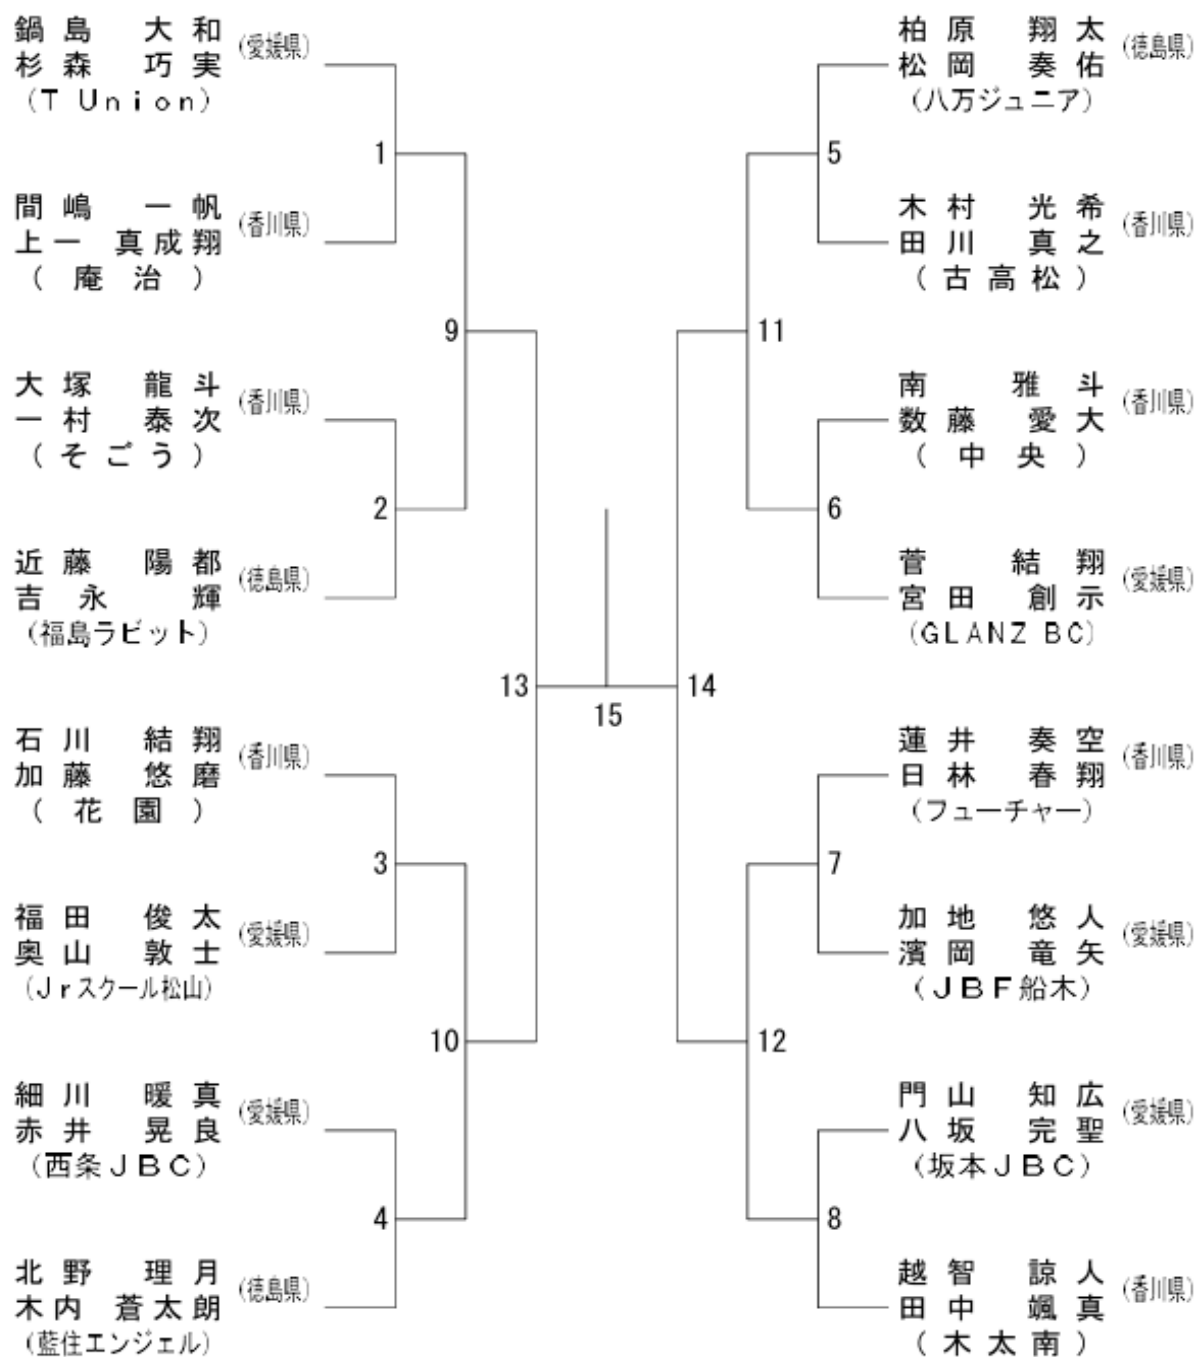 鍋島 大和
杉森 巧実
(愛媛県)
(T Union)
1
間嶋 一帆
上一 真成翔
(香川県)
(庵治)
9
大塚 龍斗
一村 泰次
(香川県)
(そごう)
2
近藤 陽都
吉永 輝
(徳島県)
(福島ラビット)
13
石川 結翔
加藤 悠磨
(香川県)
(花園)
3
福田 俊太
奥山 敦士
(愛媛県)
(Jrスクール松山)
10
細川 暖真
赤井 晃良
(愛媛県)
(西条JBC)
4
北野 理月
木内 蒼太朗
(徳島県)
(藍住エンジェル)
15
柏原 翔太
松岡 奏佑
(徳島県)
(八万ジュニア)
5
木村 光希
田川 真之
(香川県)
(古高松)
11
南 雅斗
数藤 愛大
(香川県)
(中央)
6
菅 結翔
宮田 創示
(愛媛県)
(GLANZ BC)
14
蓮井 奏空
日林 春翔
(香川県)
(フューチャー)
7
加地 悠人
濱岡 竜矢
(愛媛県)
(JBF船木)
12
門山 知広
八坂 完聖
(愛媛県)
(坂本JBC)
8
越智 諒人
田中 颯真
(香川県)
(木太南)